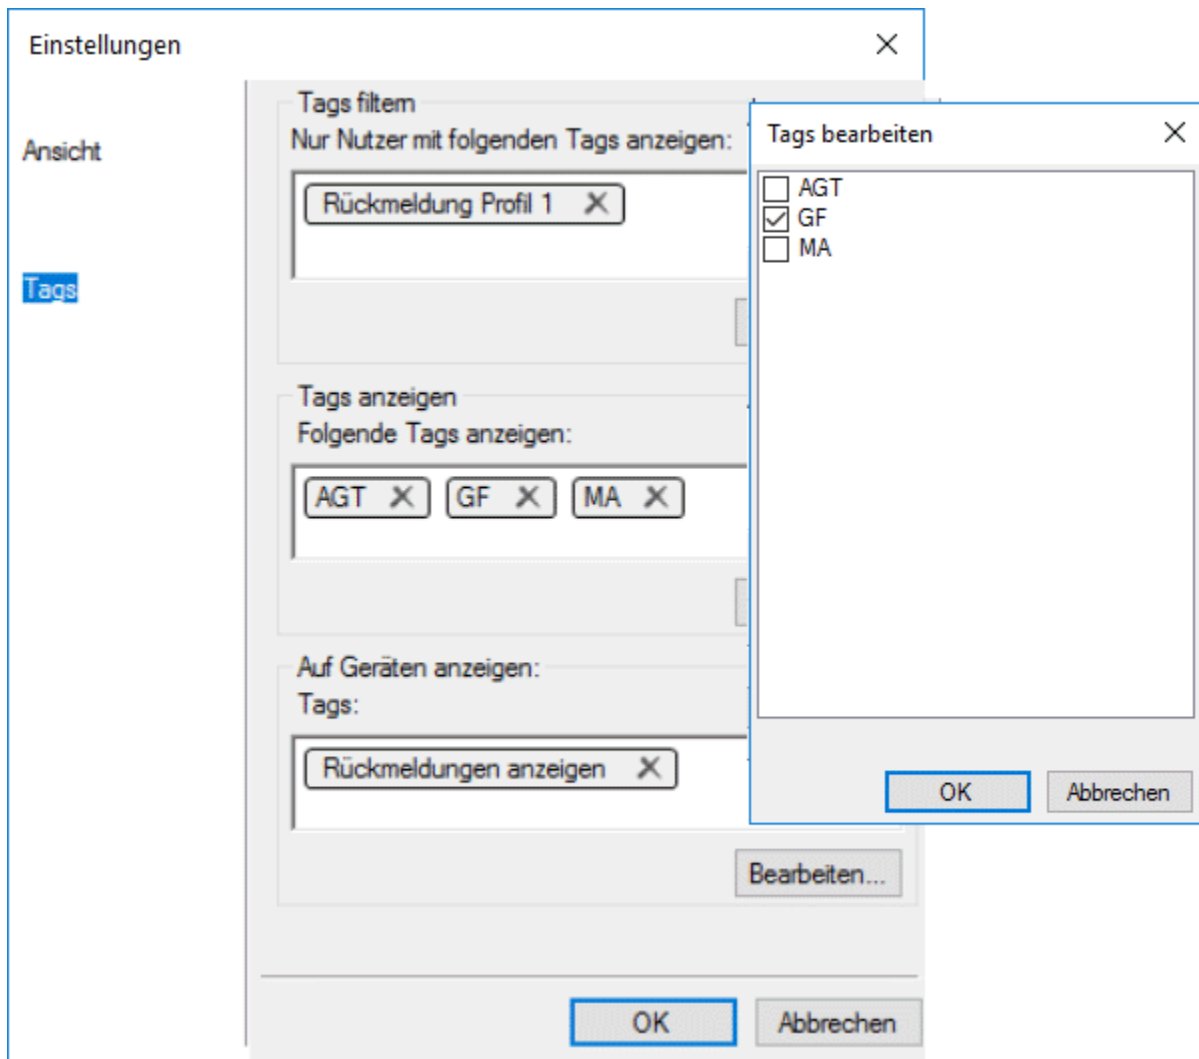 Einstellungen
Ansicht
Tags
Tags filtern
Nur Nutzer mit folgenden Tags anzeigen:
Rückmeldung Profil 1
Tags anzeigen
Folgende Tags anzeigen:
AGT GF MA
Auf Geräten anzeigen:
Tags:
Rückmeldungen anzeigen
Bearbeiten...
OK Abbrechen
Tags bearbeiten
AGT
GF
MA
OK Abbrechen